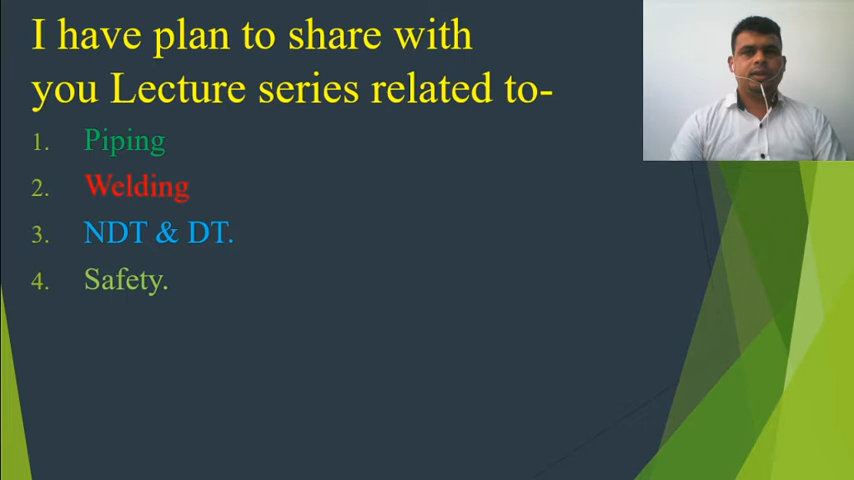 I have plan to share with
you Lecture series related to-
1. Piping
2. Welding
3. NDT & DT.
4. Safety.